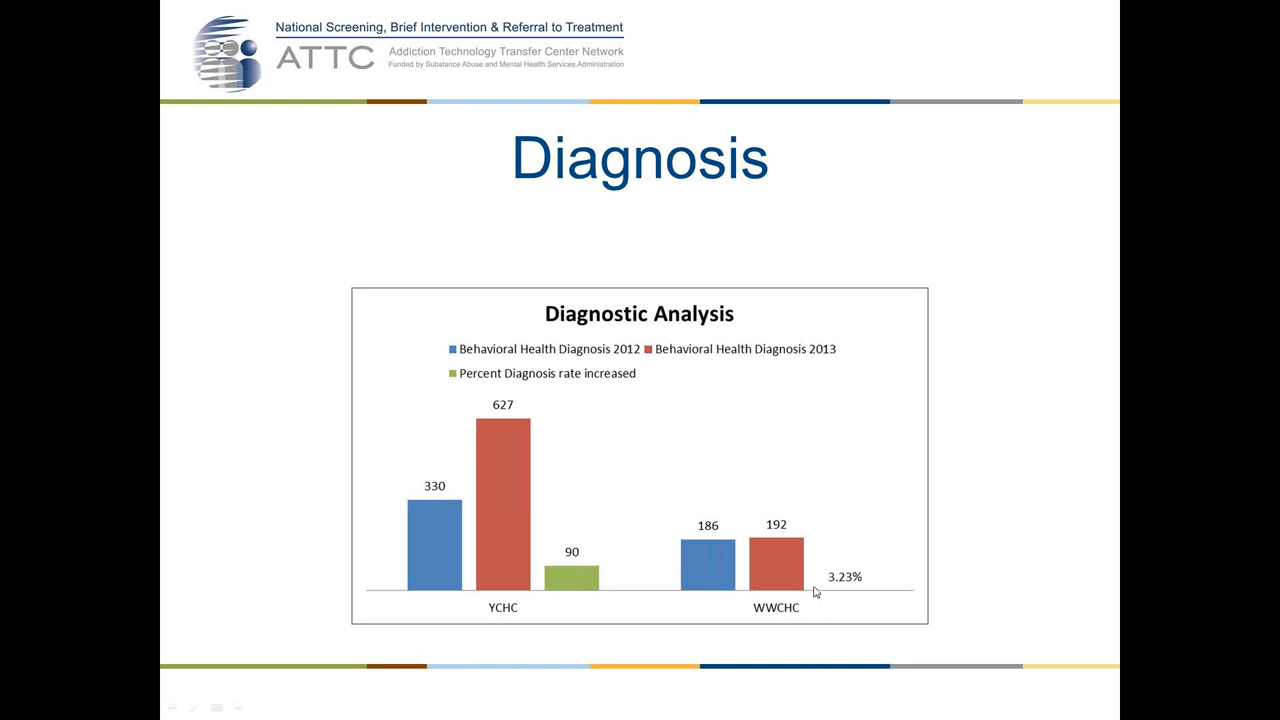 National Screening, Brief Intervention & Referral to Treatment
ATTC
Addiction Technology Transfer Center Network
Funded by Substance Abuse and Mental Health Services Administration
Diagnosis
Diagnostic Analysis
Behavioral Health Diagnosis 2012 Behavioral Health Diagnosis 2013
Percent Diagnosis rate increased
627
330
90
186
192
3.23%
YCHC
WWCHC